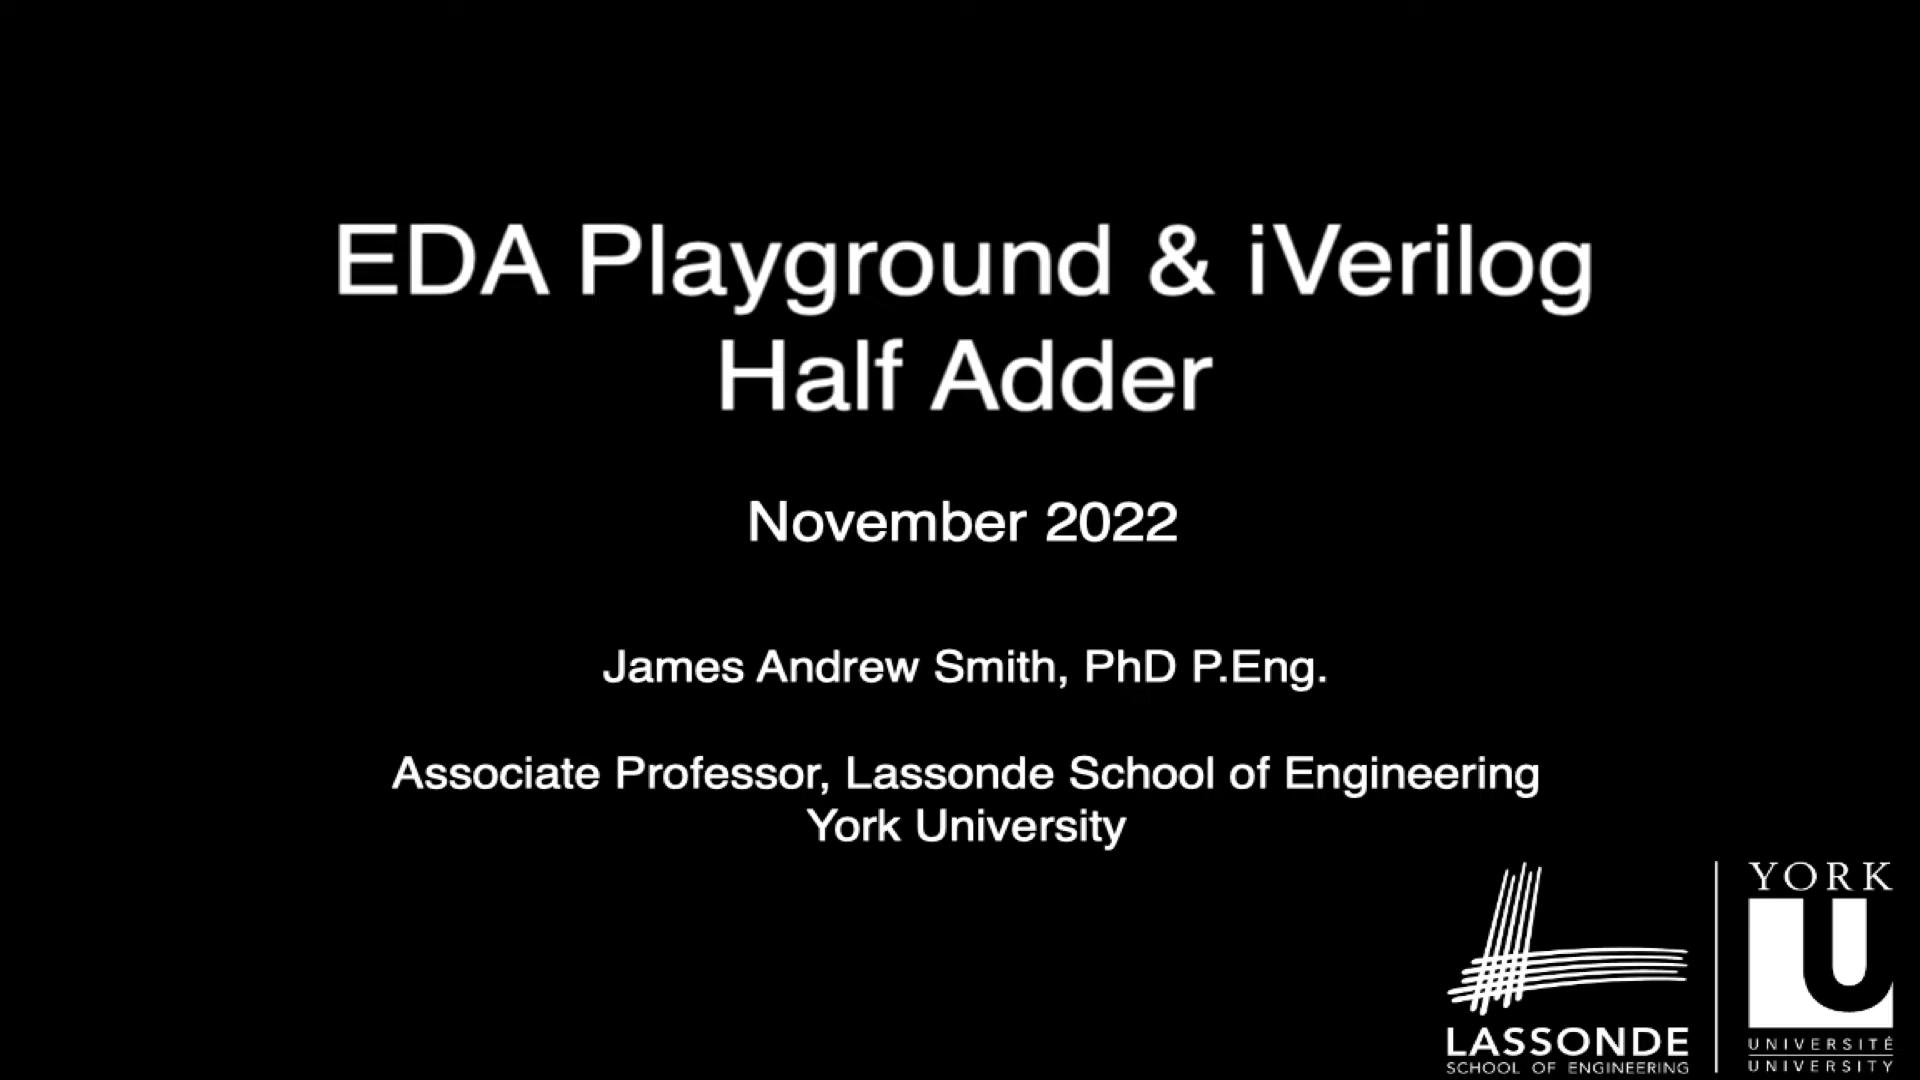 EDA Playground & iVerilog
Half Adder
November 2022
James Andrew Smith, PhD P.Eng.
Associate Professor, Lassonde School of Engineering
York University
LASSONDE
SCHOOL OF ENGINEERING
YORK
U
UNIVERSITÉ
UNIVERSITY